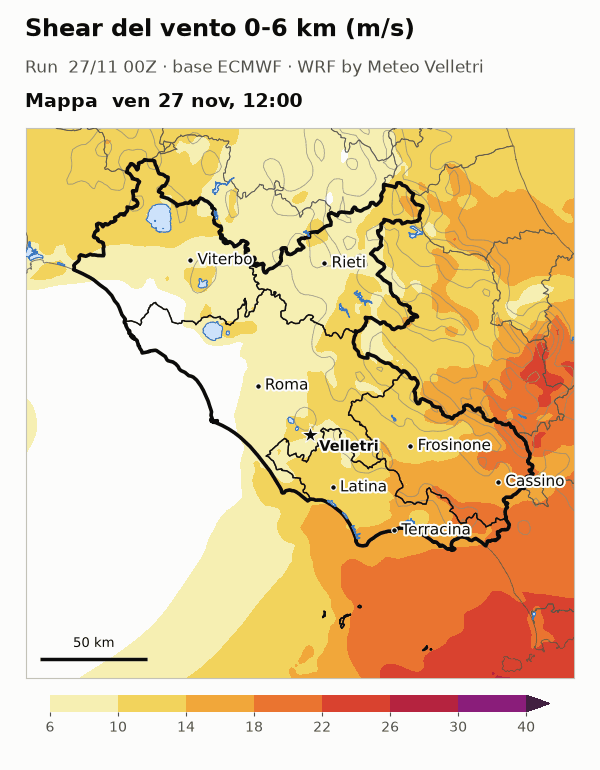 Shear del vento 0-6 km (m/s)
Run  27/11 00Z · base ECMWF · WRF by Meteo Velletri
Mappa  ven 27 nov, 12:00
Viterbo
Rieti
Roma
Velletri
Frosinone
Latina
Cassino
Terracina
50 km
6 10 14 18 22 26 30 40